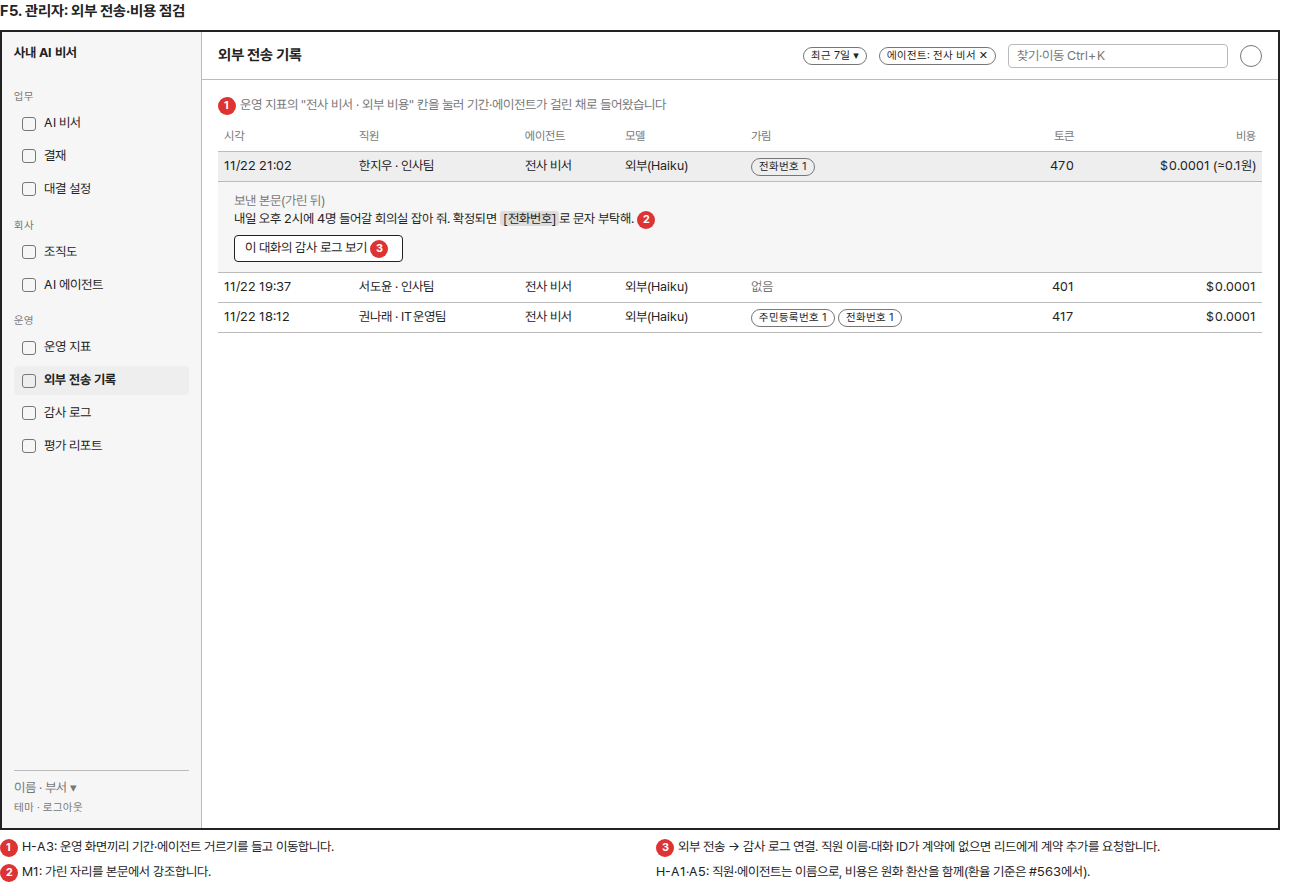 F5. 관리자: 외부 전송·비용 점검
사내 AI 비서
업무
AI 비서
결재
대결 설정
회사
조직도
AI 에이전트
운영
운영 지표
외부 전송 기록
감사 로그
평가 리포트
이름 · 부서 ▾
테마 · 로그아웃
외부 전송 기록
최근 7일 ▾ 에이전트: 전사 비서 ✕ 찾기·이동 Ctrl+K
1 운영 지표의 "전사 비서 · 외부 비용" 칸을 눌러 기간·에이전트가 걸린 채로 들어왔습니다
시각 직원 에이전트 모델 가림 토큰 비용
11/22 21:02 한지우 · 인사팀 전사 비서 외부(Haiku) 전화번호 1 470 $0.0001 (≈0.1원)
보낸 본문(가린 뒤)
내일 오후 2시에 4명 들어갈 회의실 잡아 줘. 확정되면 [전화번호]로 문자 부탁해. 2
이 대화의 감사 로그 보기 3
11/22 19:37 서도윤 · 인사팀 전사 비서 외부(Haiku) 없음 401 $0.0001
11/22 18:12 권나래 · IT운영팀 전사 비서 외부(Haiku) 주민등록번호 1 전화번호 1 417 $0.0001
1 H-A3: 운영 화면끼리 기간·에이전트 거르기를 들고 이동합니다.
2 M1: 가린 자리를 본문에서 강조합니다.
3 외부 전송 → 감사 로그 연결. 직원 이름·대화 ID가 계약에 없으면 리드에게 계약 추가를 요청합니다.
H-A1·A5: 직원·에이전트는 이름으로, 비용은 원화 환산을 함께(환율 기준은 #563에서).